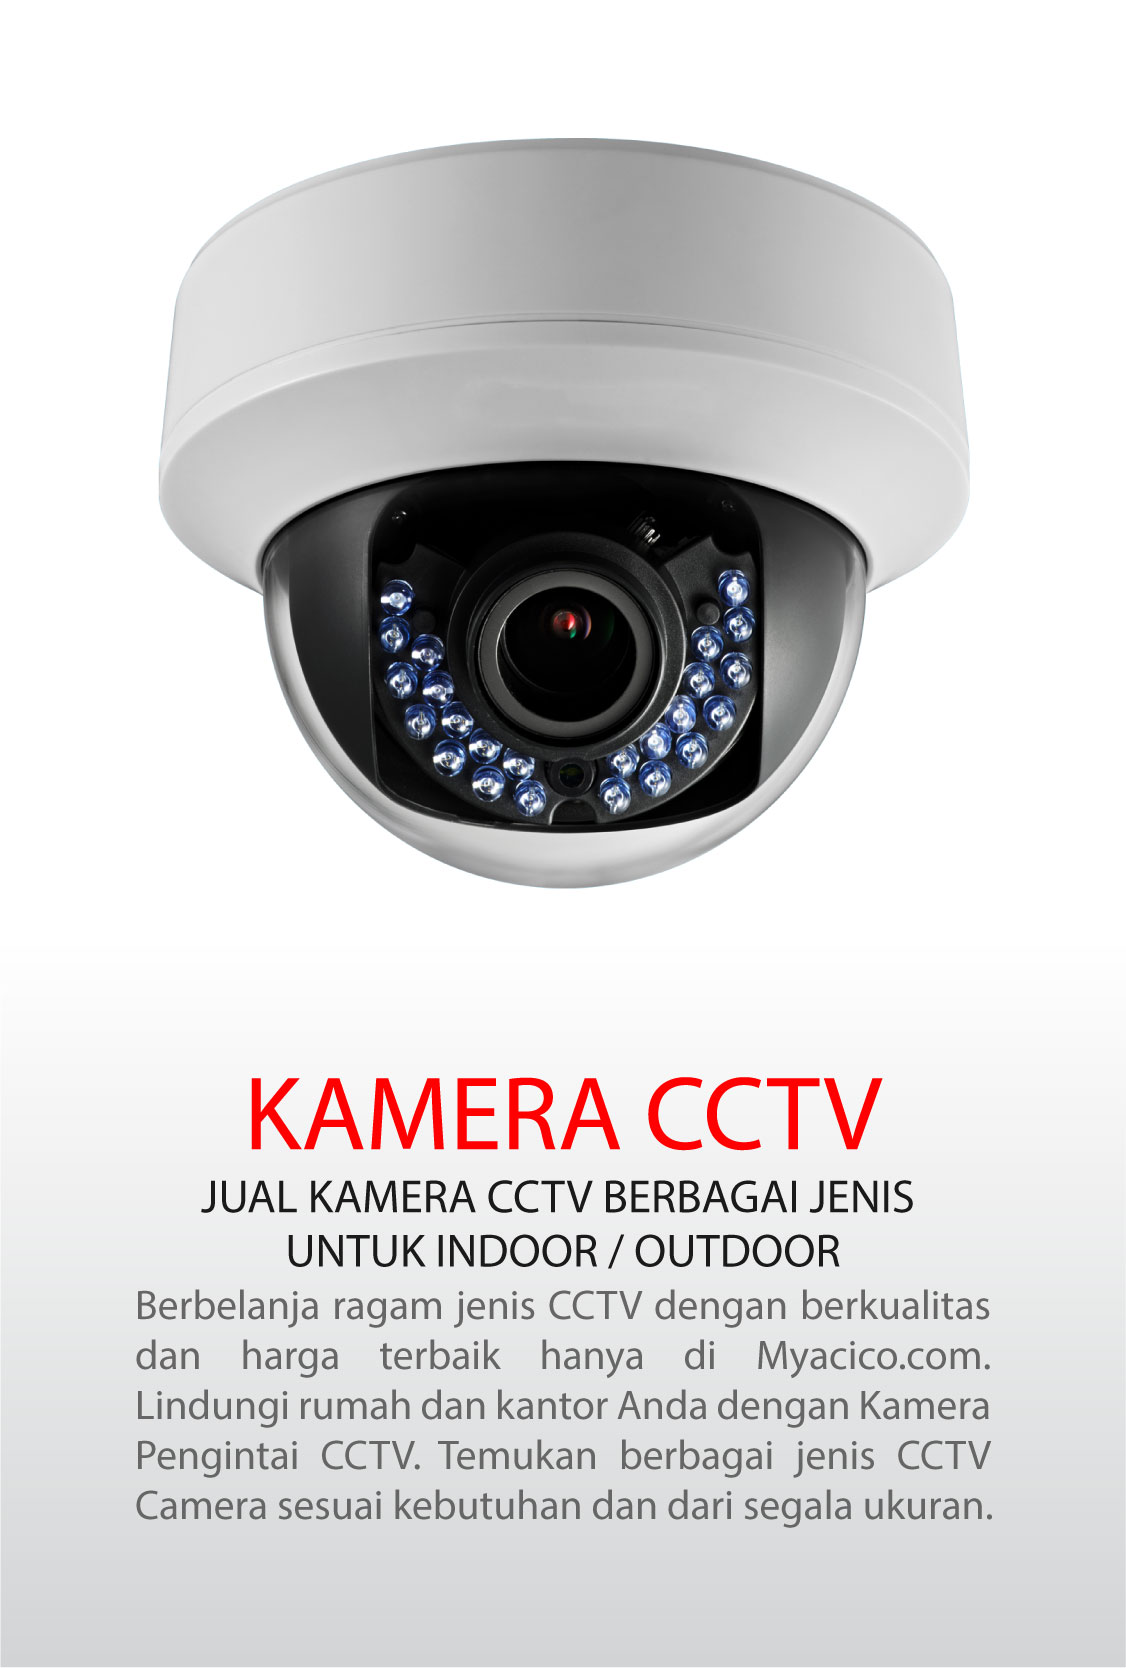 KAMERA CCTV
JUAL KAMERA CCTV BERBAGAI JENIS
UNTUK INDOOR / OUTDOOR
Berbelanja ragam jenis CCTV dengan berkualitas
dan harga terbaik hanya di Myacico.com.
Lindungi rumah dan kantor Anda dengan Kamera
Pengintai CCTV. Temukan berbagai jenis CCTV
Camera sesuai kebutuhan dan dari segala ukuran.